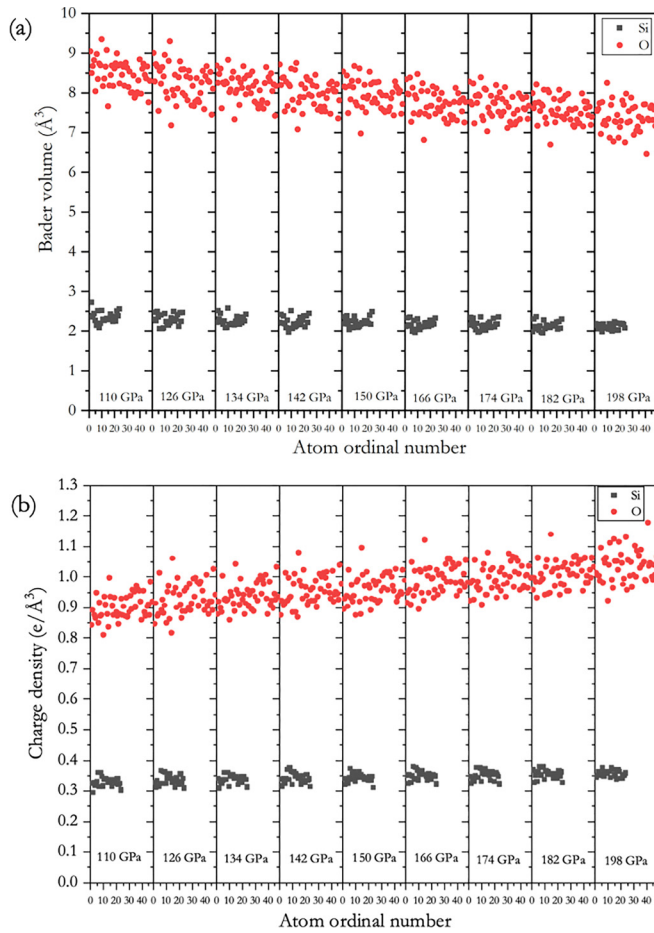 (a)
Bader volume (Å³)
10
9
8
7
6
5
4
3
2
1
0
Si
O
110 GPa 126 GPa 134 GPa 142 GPa 150 GPa 166 GPa 174 GPa 182 GPa 198 GPa
0 10 20 30 40 0 10 20 30 40 0 10 20 30 40 0 10 20 30 40 0 10 20 30 40 0 10 20 30 40 0 10 20 30 40 0 10 20 30 40 0 10 20 30 40
Atom ordinal number
(b)
Charge density (e/Å³)
1.3
1.2
1.1
1.0
0.9
0.8
0.7
0.6
0.5
0.4
0.3
0.2
0.1
0.0
Si
O
110 GPa 126 GPa 134 GPa 142 GPa 150 GPa 166 GPa 174 GPa 182 GPa 198 GPa
0 10 20 30 40 0 10 20 30 40 0 10 20 30 40 0 10 20 30 40 0 10 20 30 40 0 10 20 30 40 0 10 20 30 40 0 10 20 30 40 0 10 20 30 40
Atom ordinal number